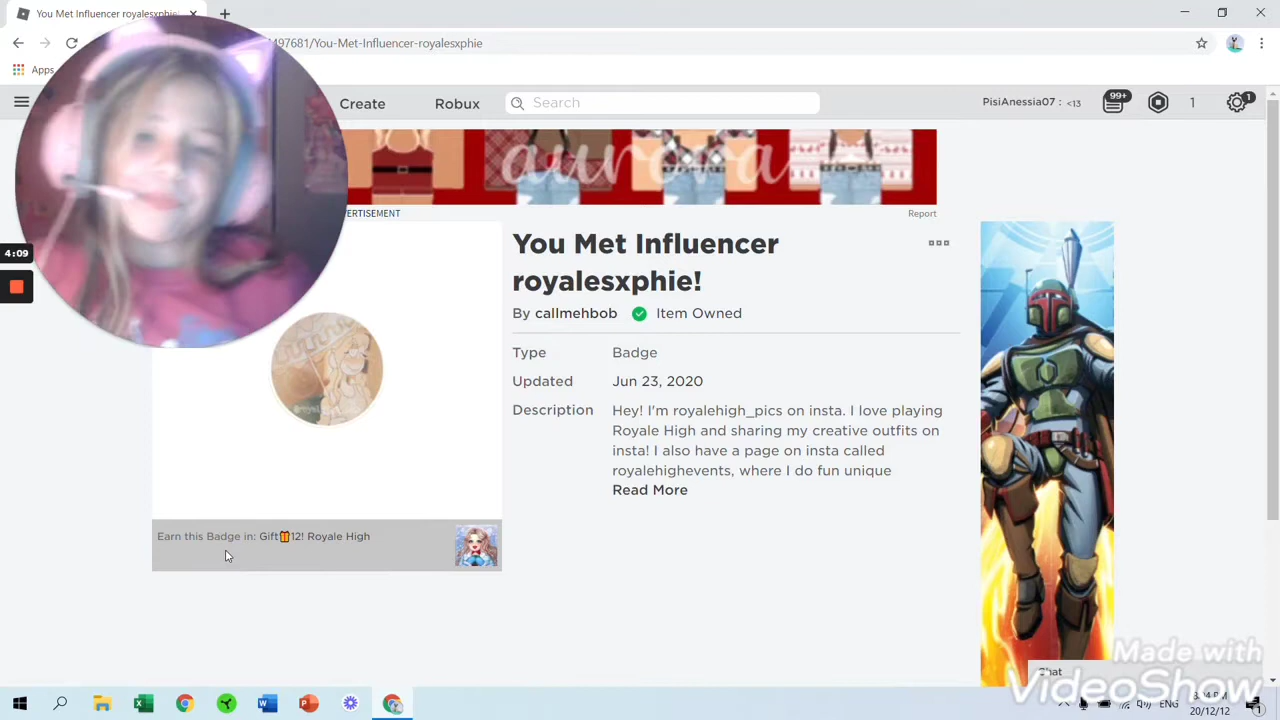 You Met Influencer royalesxphie
497681/You-Met-Influencer-royalesxphie
Apps
Create Robux Search PisiAnessia07 : <13 99+ 1 1
aurora
ERTISEMENT Report
4:09
You Met Influencer
royalesxphie!
By callmehbob Item Owned
Type Badge
Updated Jun 23, 2020
Description Hey! I'm royalehigh_pics on insta. I love playing
Royale High and sharing my creative outfits on
insta! I also have a page on insta called
royalehighevents, where I do fun unique
Read More
Earn this Badge in: Gift🎁12! Royale High
Chat
Made with
VideoShow
ENG
20/12/12
1